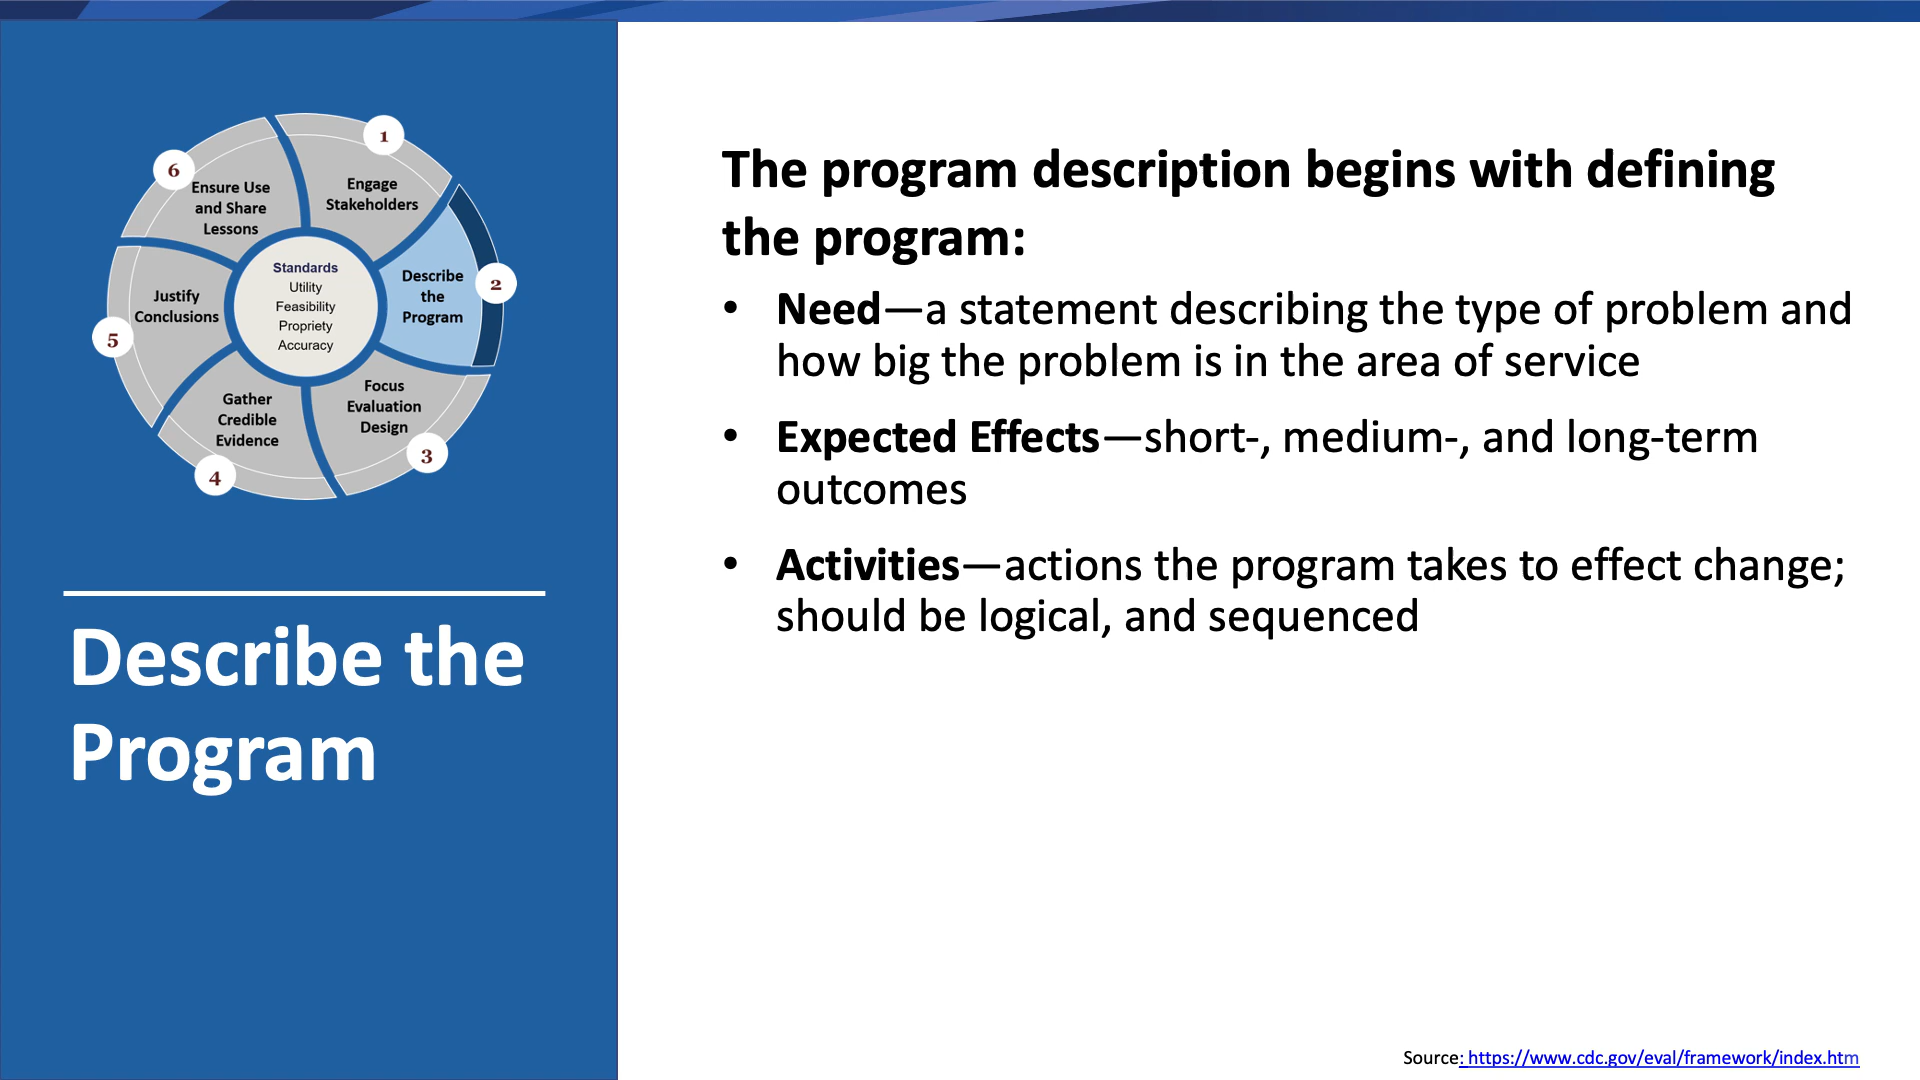 1
Engage
Stakeholders
2
Describe
the
Program
3
Focus
Evaluation
Design
4
Gather
Credible
Evidence
5
Justify
Conclusions
6
Ensure Use
and Share
Lessons
Standards
Utility
Feasibility
Propriety
Accuracy
Describe the
Program
The program description begins with defining
the program:
• Need—a statement describing the type of problem and
how big the problem is in the area of service
• Expected Effects—short-, medium-, and long-term
outcomes
• Activities—actions the program takes to effect change;
should be logical, and sequenced
Source: https://www.cdc.gov/eval/framework/index.htm